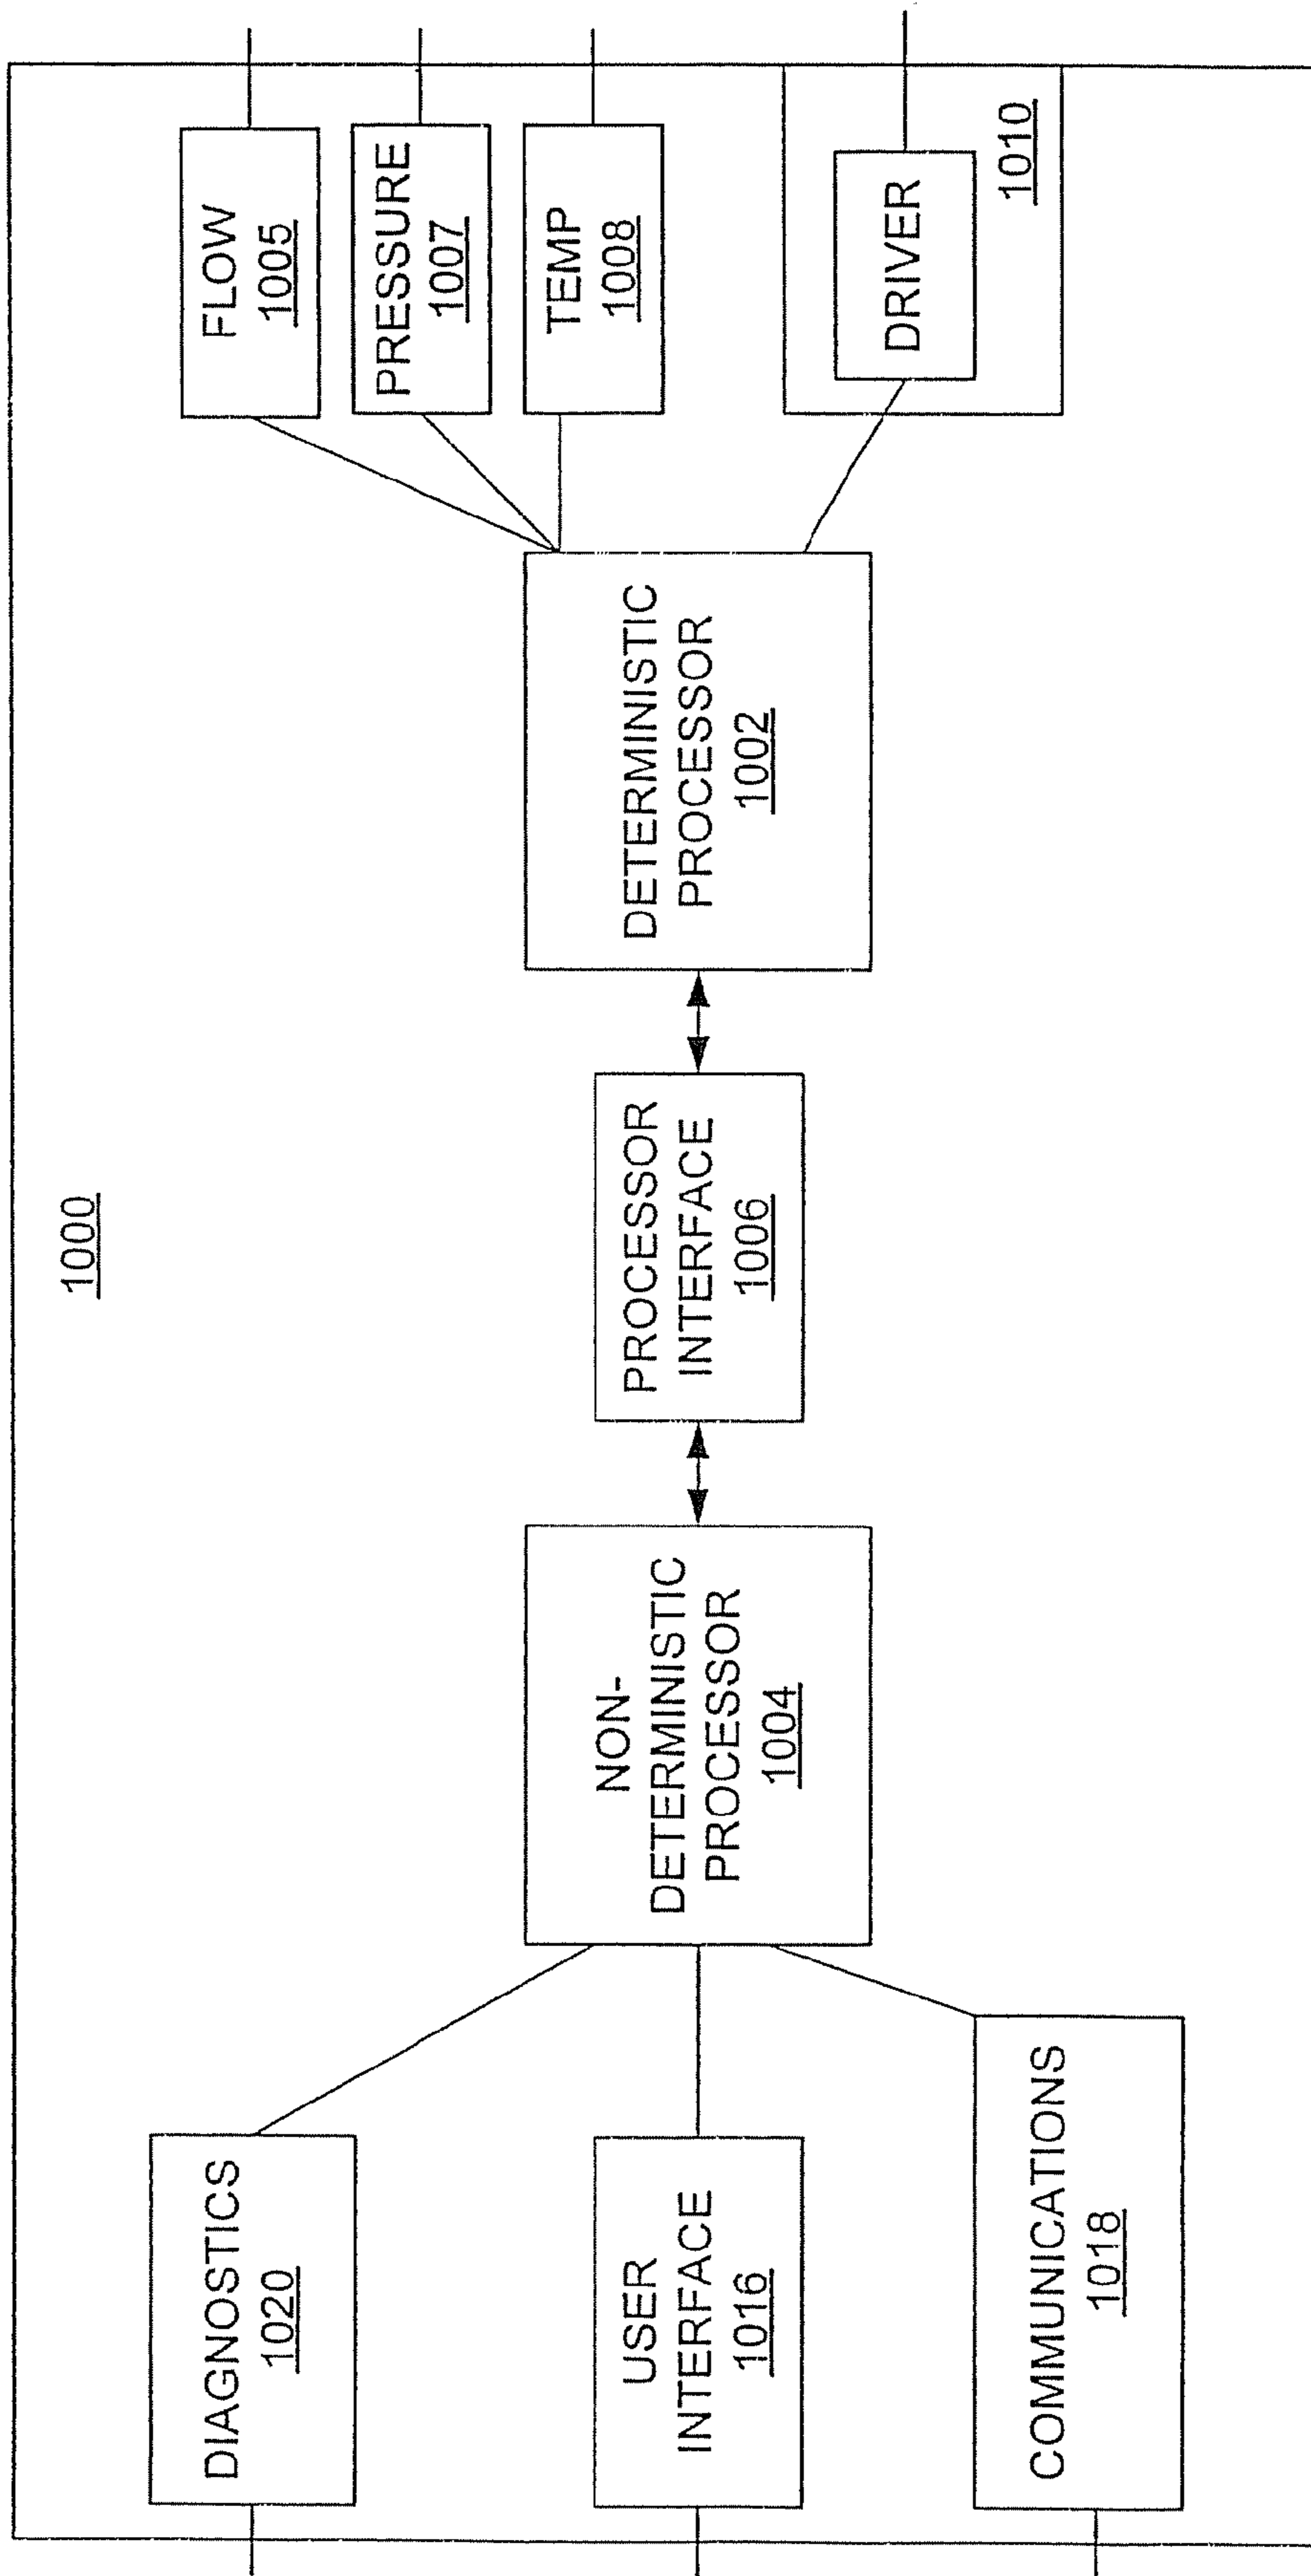 1000
DIAGNOSTICS
1020
USER
INTERFACE
1016
COMMUNICATIONS
1018
NON-
DETERMINISTIC
PROCESSOR
1004
PROCESSOR
INTERFACE
1006
DETERMINISTIC
PROCESSOR
1002
FLOW
1005
PRESSURE
1007
TEMP
1008
DRIVER
1010